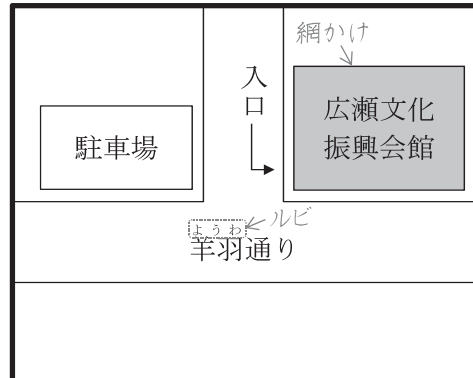 網かけ
入口
広瀬文化
振興会館
駐車場
ルビ
ようわ
羊羽通り